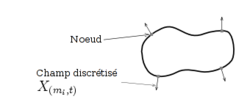 Noeud
Champ discrétisé
X(mᵢ,t)